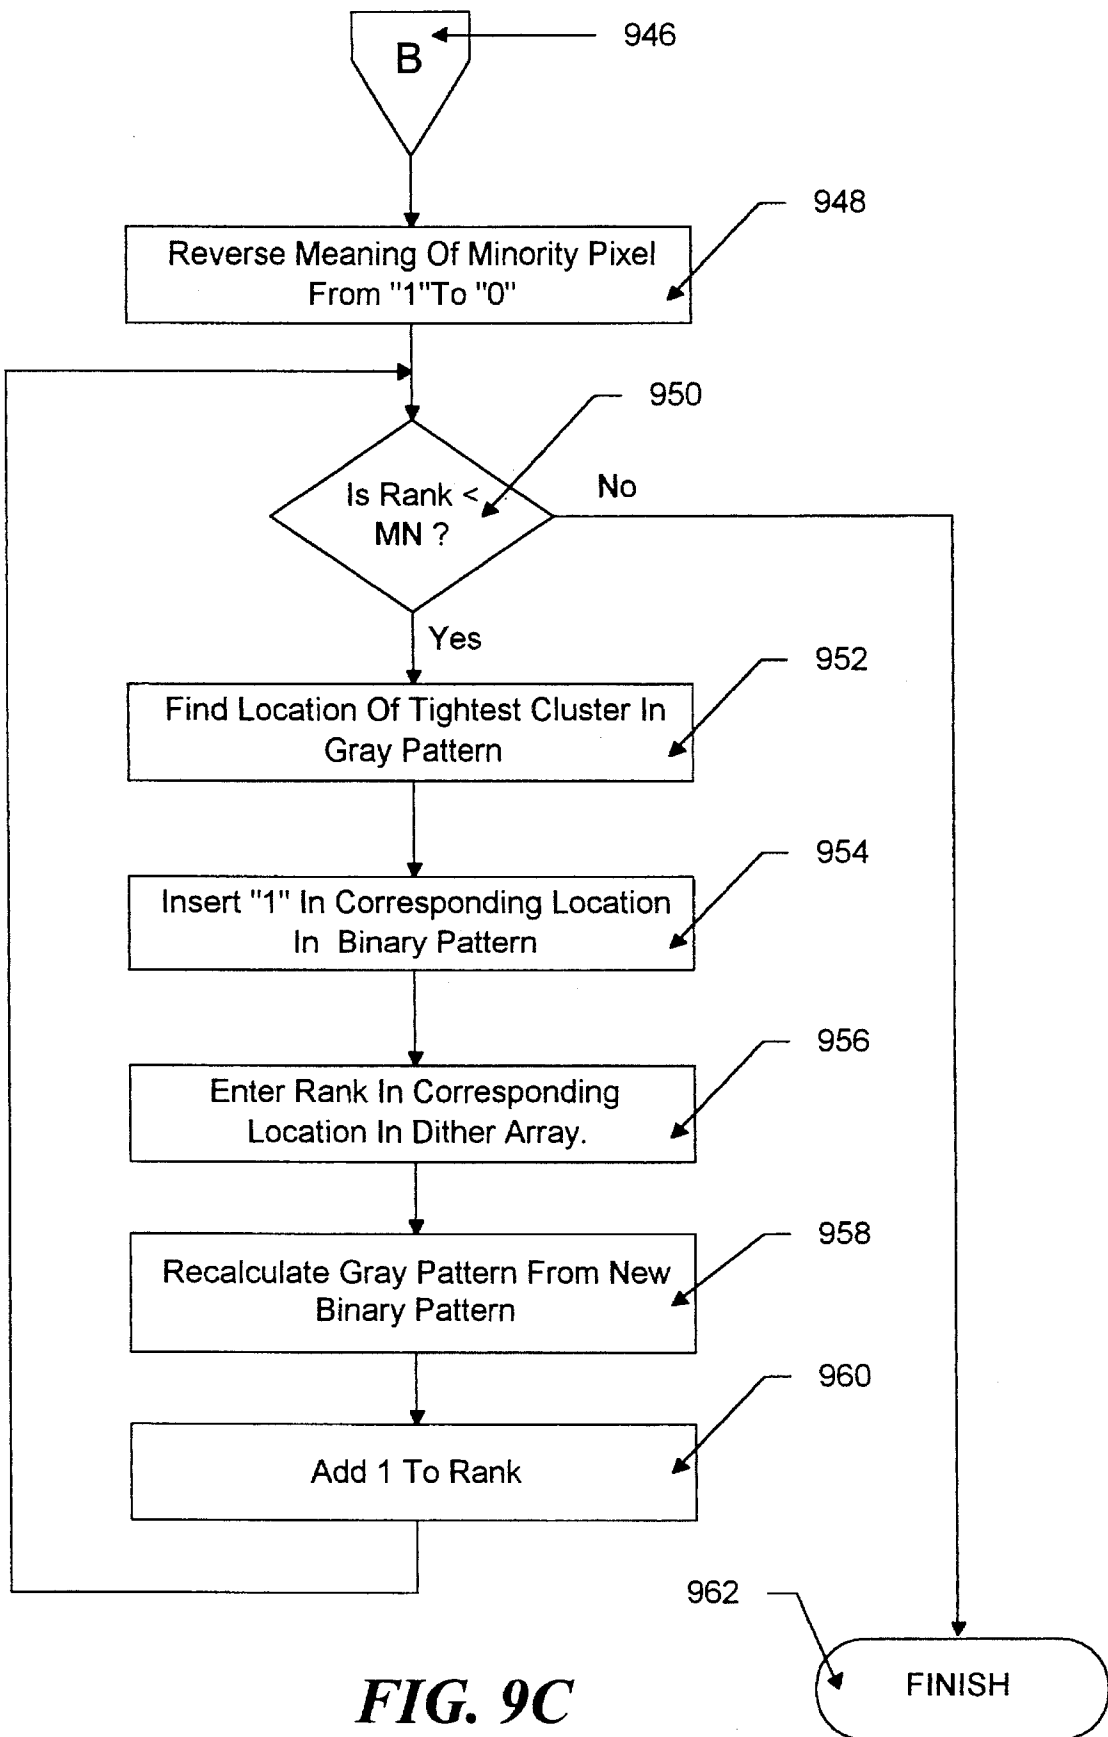 B
946
948
Reverse Meaning Of Minority Pixel
From "1"To "0"
950
Is Rank <
MN ?
No
Yes
952
Find Location Of Tightest Cluster In
Gray Pattern
954
Insert "1" In Corresponding Location
In Binary Pattern
956
Enter Rank In Corresponding
Location In Dither Array.
958
Recalculate Gray Pattern From New
Binary Pattern
960
Add 1 To Rank
962
FINISH
FIG. 9C